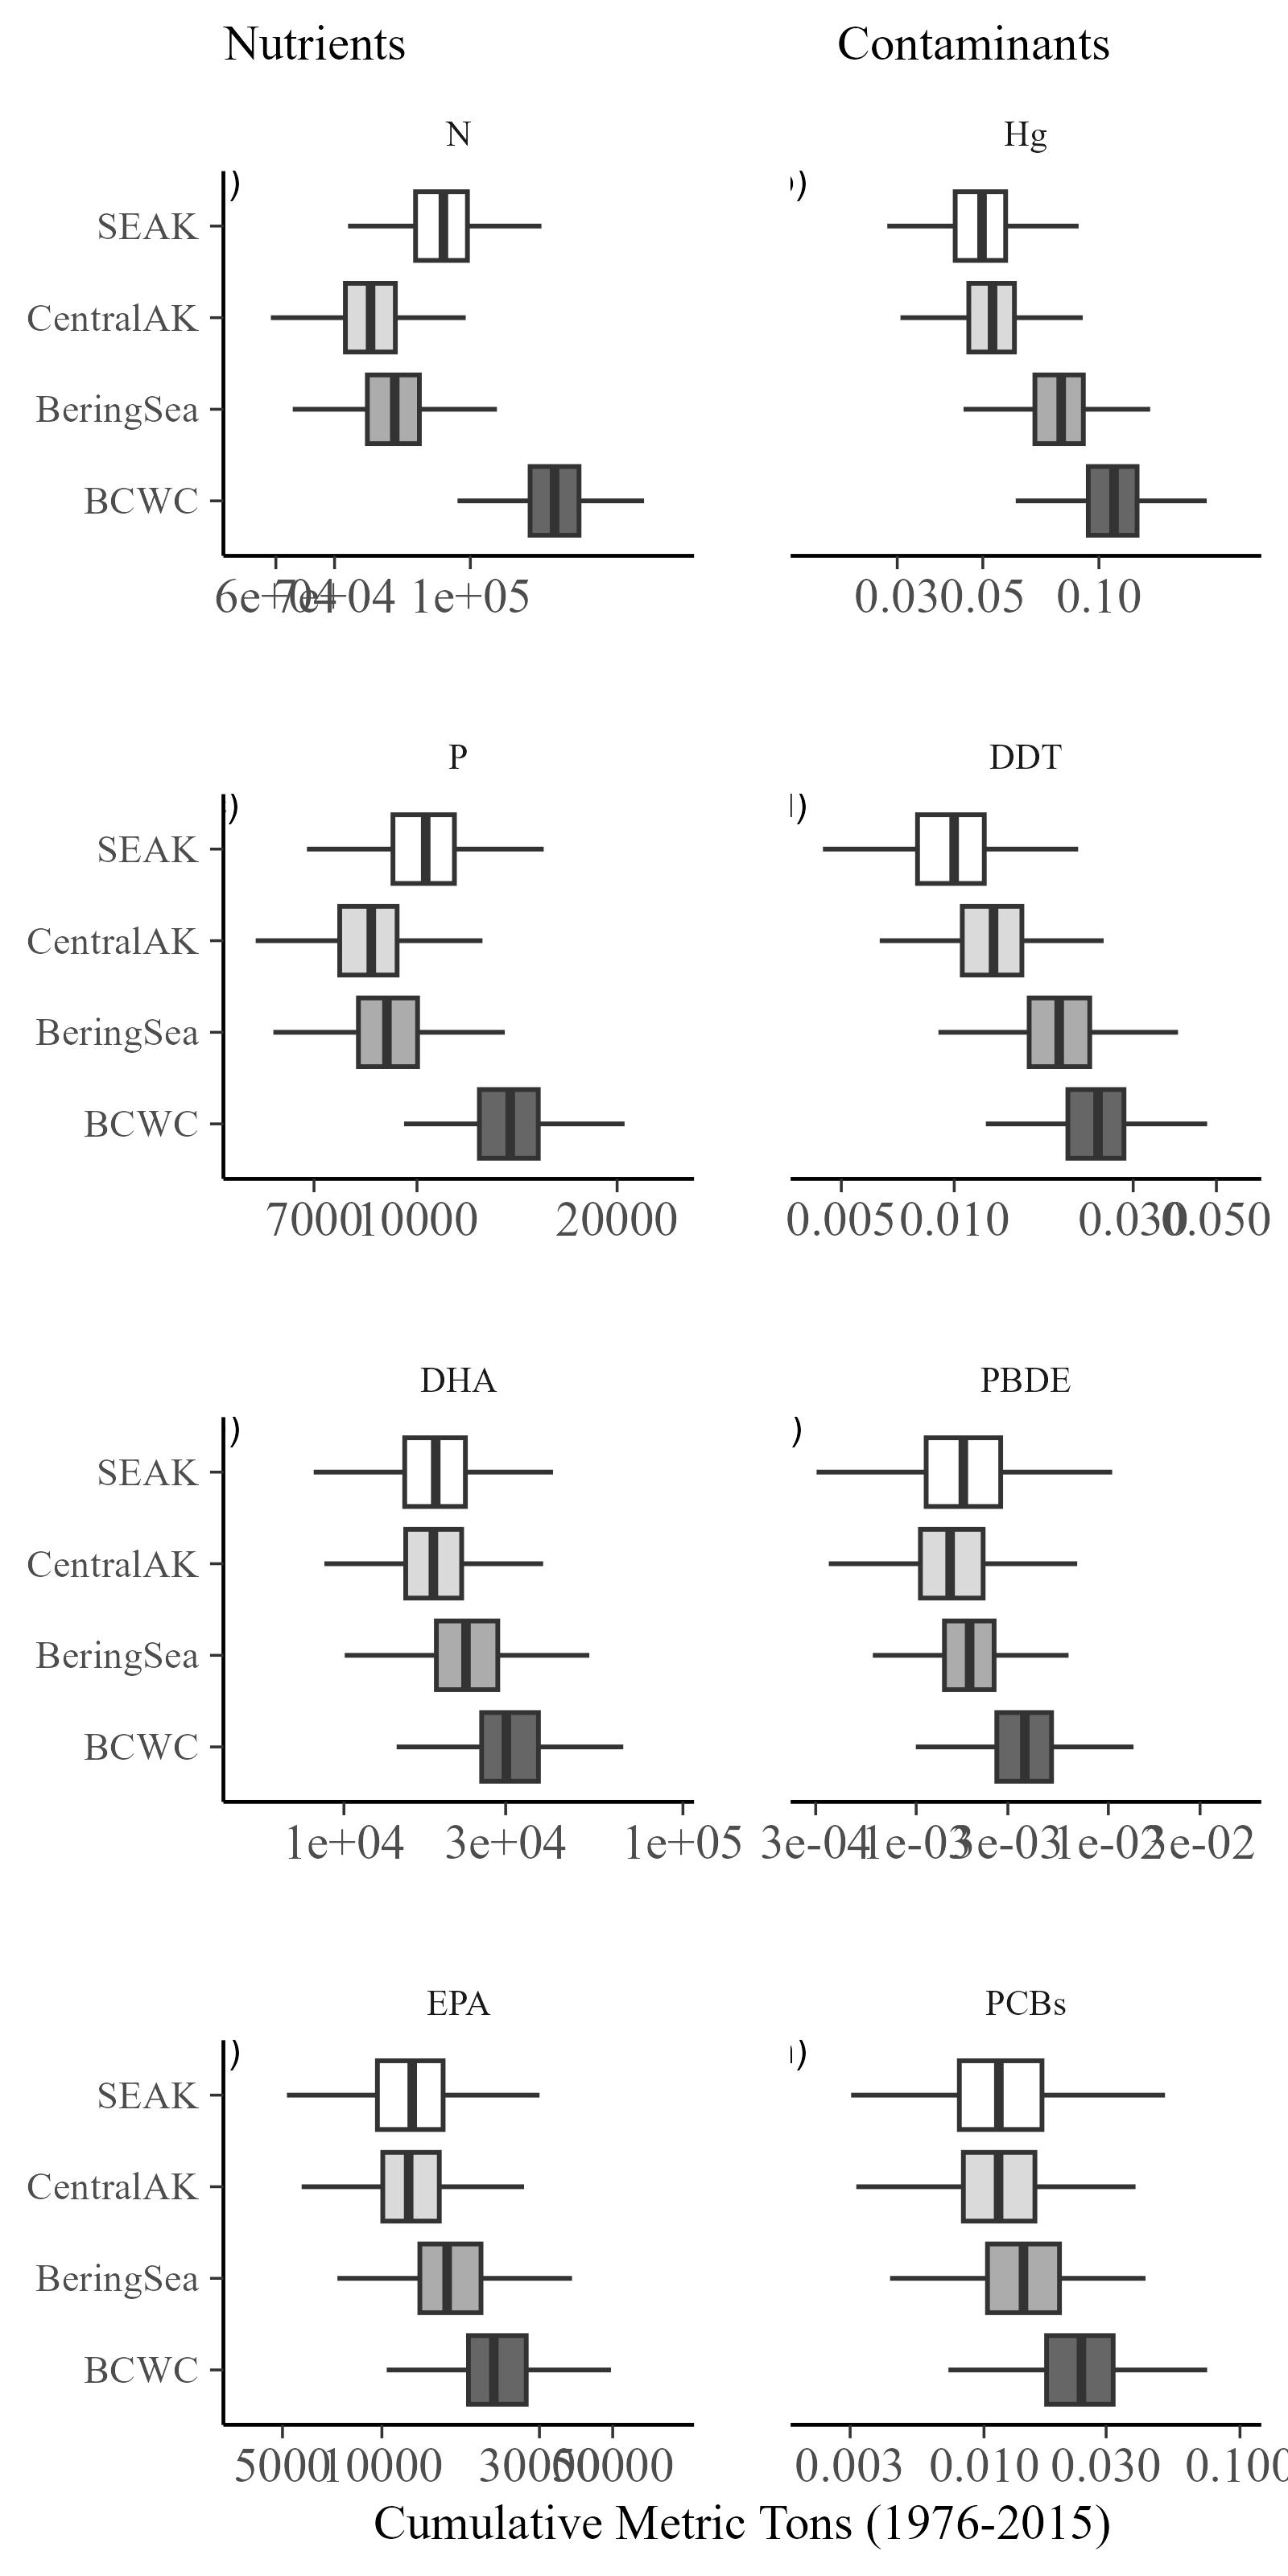 Nutrients Contaminants
N Hg
) )
SEAK
CentralAK
BeringSea
BCWC
6e+04 7e+04 1e+05 0.03 0.05 0.10
P DDT
) )
SEAK
CentralAK
BeringSea
BCWC
7000 10000 20000 0.005 0.010 0.030 0.050
DHA PBDE
) )
SEAK
CentralAK
BeringSea
BCWC
1e+04 3e+04 1e+05 3e-04 1e-03 3e-03 1e-02 3e-02
EPA PCBs
) )
SEAK
CentralAK
BeringSea
BCWC
5000 10000 30000 50000 0.003 0.010 0.030 0.100
Cumulative Metric Tons (1976-2015)